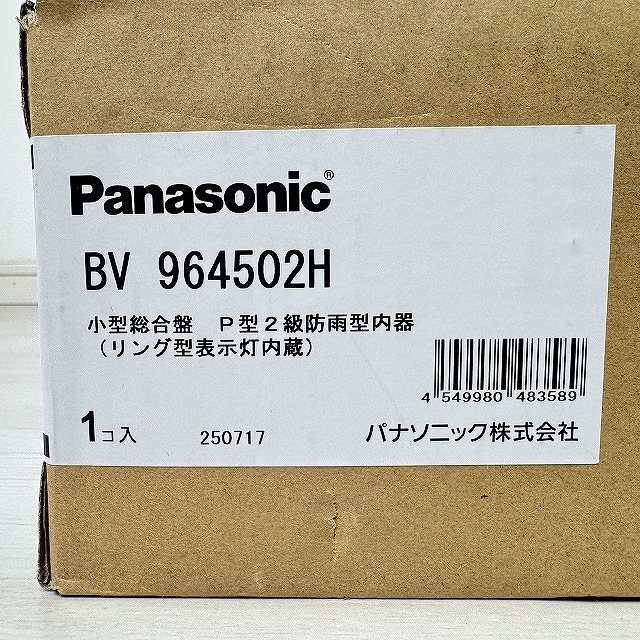 Panasonic®
BV 964502H
小型総合盤　P型2級防雨型内器
（リング型表示灯内蔵）
4 549980 483589
1コ入　250717　パナソニック株式会社